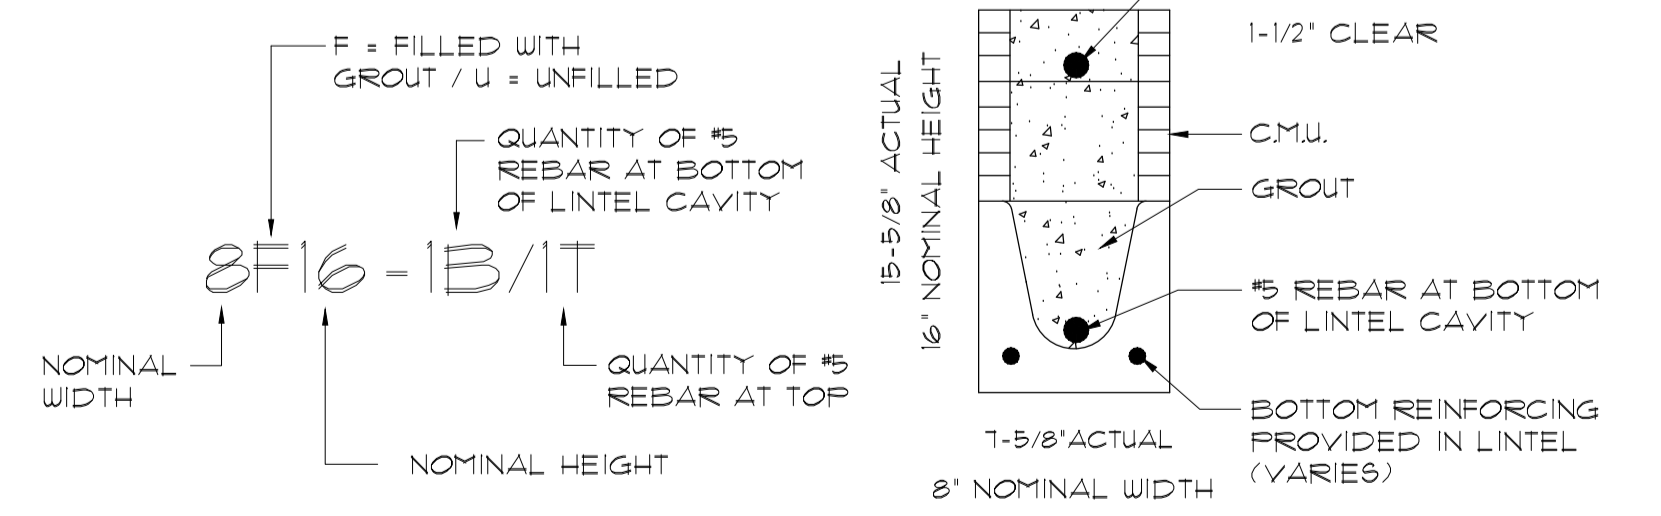 F = FILLED WITH
GROUT / U = UNFILLED
QUANTITY OF #5
REBAR AT BOTTOM
OF LINTEL CAVITY
8F16 - 1B/1T
NOMINAL
WIDTH
QUANTITY OF #5
REBAR AT TOP
NOMINAL HEIGHT
15-5/8" ACTUAL
16" NOMINAL HEIGHT
1-1/2" CLEAR
C.M.U.
GROUT
#5 REBAR AT BOTTOM
OF LINTEL CAVITY
BOTTOM REINFORCING
PROVIDED IN LINTEL
(VARIES)
7-5/8"ACTUAL
8" NOMINAL WIDTH